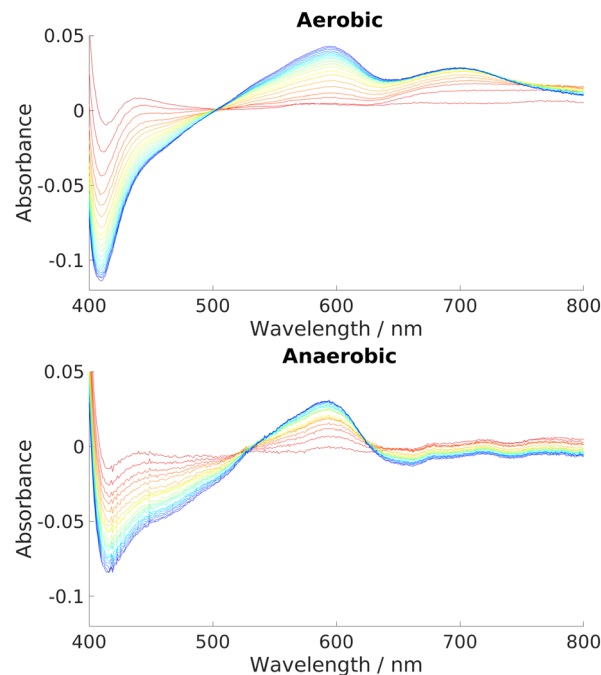 Aerobic
0.05
0
-0.05
-0.1
Absorbance
400 500 600 700 800
Wavelength / nm
Anaerobic
0.05
0
-0.05
-0.1
Absorbance
400 500 600 700 800
Wavelength / nm